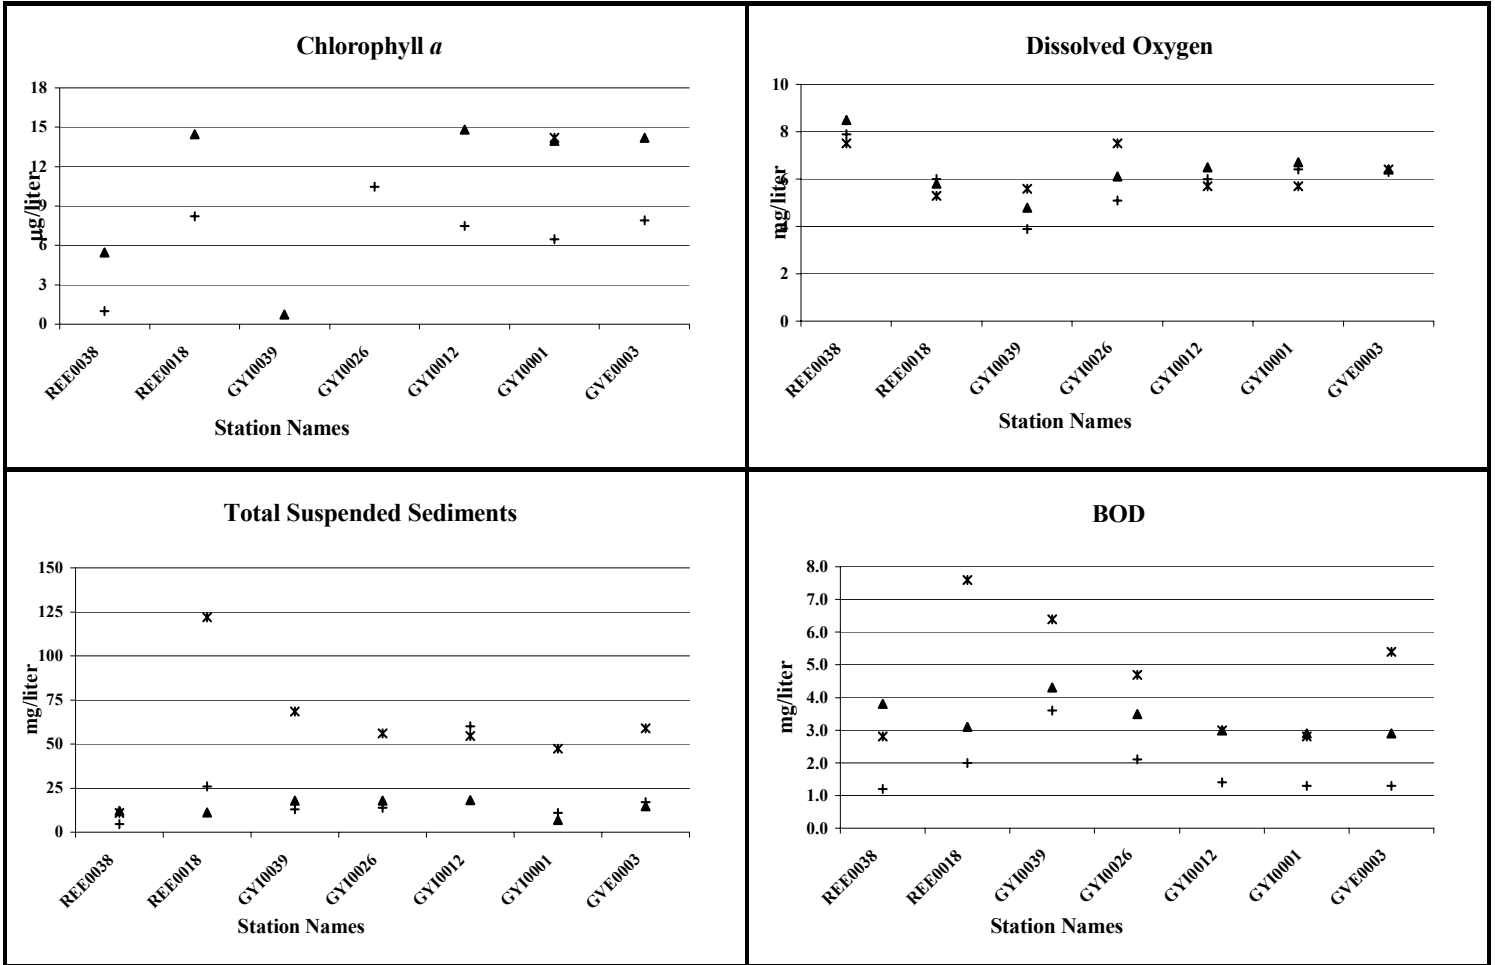 Chlorophyll a
18
15
12
9
6
3
0
µg/liter
REE0038
REE0018
GYI0039
GYI0026
GYI0012
GYI0001
GVE0003
Station Names
Dissolved Oxygen
10
8
6
4
2
0
mg/liter
REE0038
REE0018
GYI0039
GYI0026
GYI0012
GYI0001
GVE0003
Station Names
Total Suspended Sediments
150
125
100
75
50
25
0
mg/liter
REE0038
REE0018
GYI0039
GYI0026
GYI0012
GYI0001
GVE0003
Station Names
BOD
8.0
7.0
6.0
5.0
4.0
3.0
2.0
1.0
0.0
mg/liter
REE0038
REE0018
GYI0039
GYI0026
GYI0012
GYI0001
GVE0003
Station Names